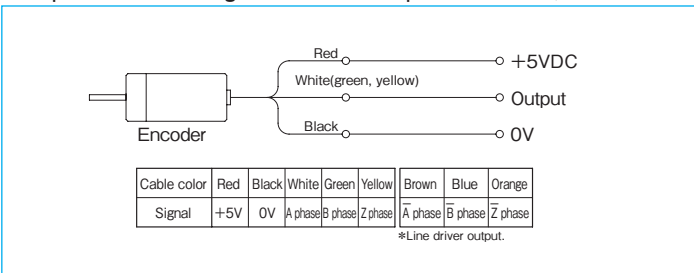 Red
+5VDC
White(green, yellow)
Output
Black
0V
Encoder
Cable color Red Black White Green Yellow Brown Blue Orange
Signal +5V 0V A phase B phase Z phase A̅ phase B̅ phase Z̅ phase
*Line driver output.